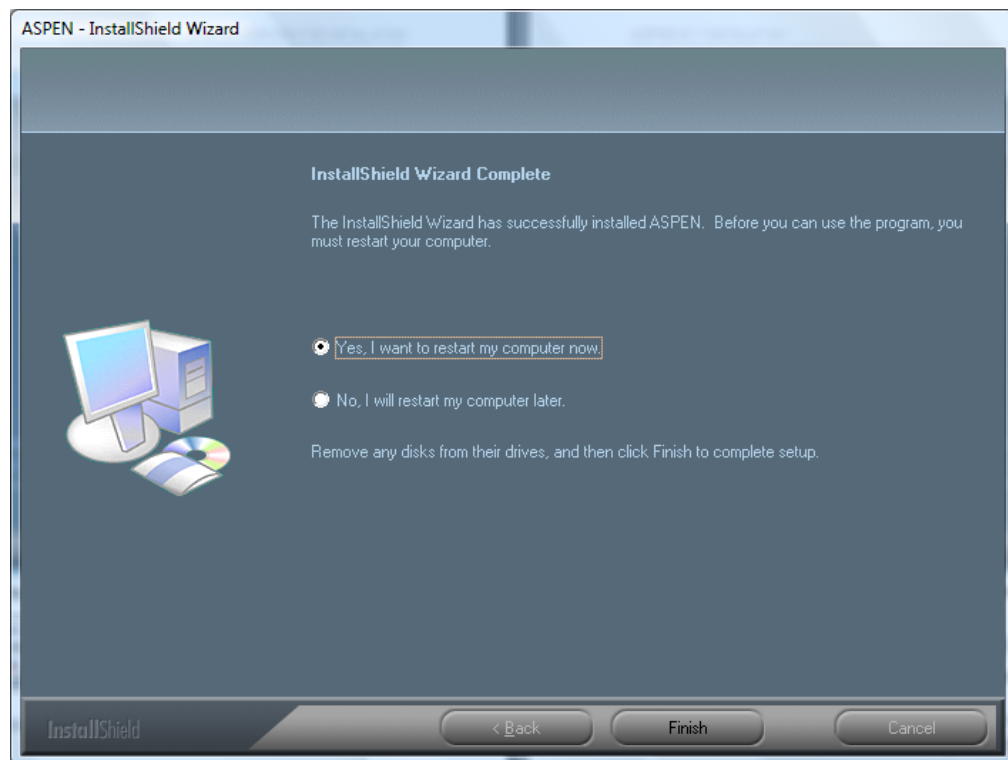 ASPEN - InstallShield Wizard
InstallShield Wizard Complete
The InstallShield Wizard has successfully installed ASPEN. Before you can use the program, you
must restart your computer.
Yes, I want to restart my computer now.
No, I will restart my computer later.
Remove any disks from their drives, and then click Finish to complete setup.
InstallShield
< Back
Finish
Cancel